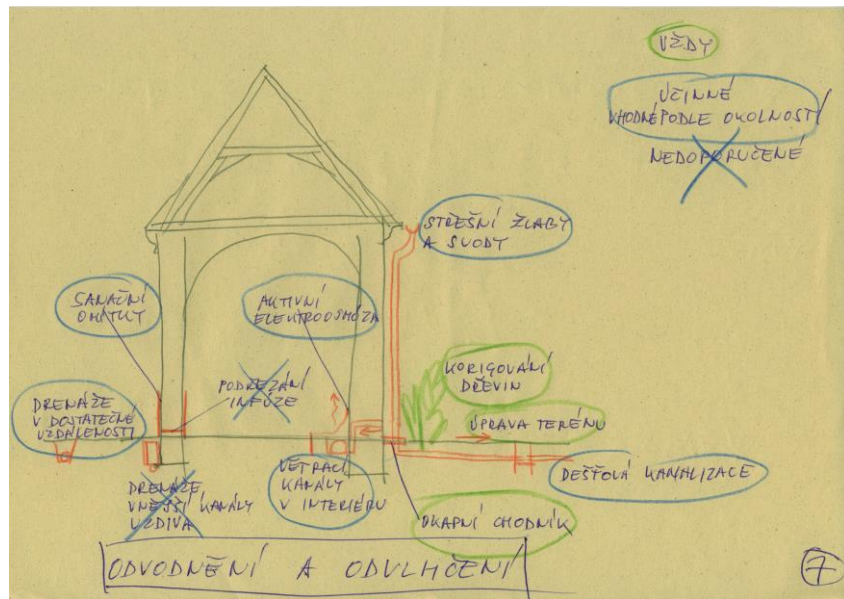 VŽDY
ÚČINNÉ
VHODNÉ PODLE OKOLNOSTÍ
NEDOPORUČENÉ
STŘEŠNÍ ŽLABY
A SVODY
SANAČNÍ
OMÍTKY
AKTIVNÍ
ELEKTROOSMÓZA
PODŘEZÁNÍ
INFÚZE
KORIGOVÁNÍ
DŘEVIN
DRENÁŽE
V DOSTATEČNÉ
VZDÁLENOSTI
ÚPRAVA TERÉNU
DEŠŤOVÁ KANALIZACE
DRENÁŽE
VNĚJŠÍ KANÁLY
U ZDIVA
VĚTRACÍ
KANÁLY
V INTERIÉRU
OKAPNÍ CHODNÍK
ODVODNĚNÍ A ODVLHČENÍ
7